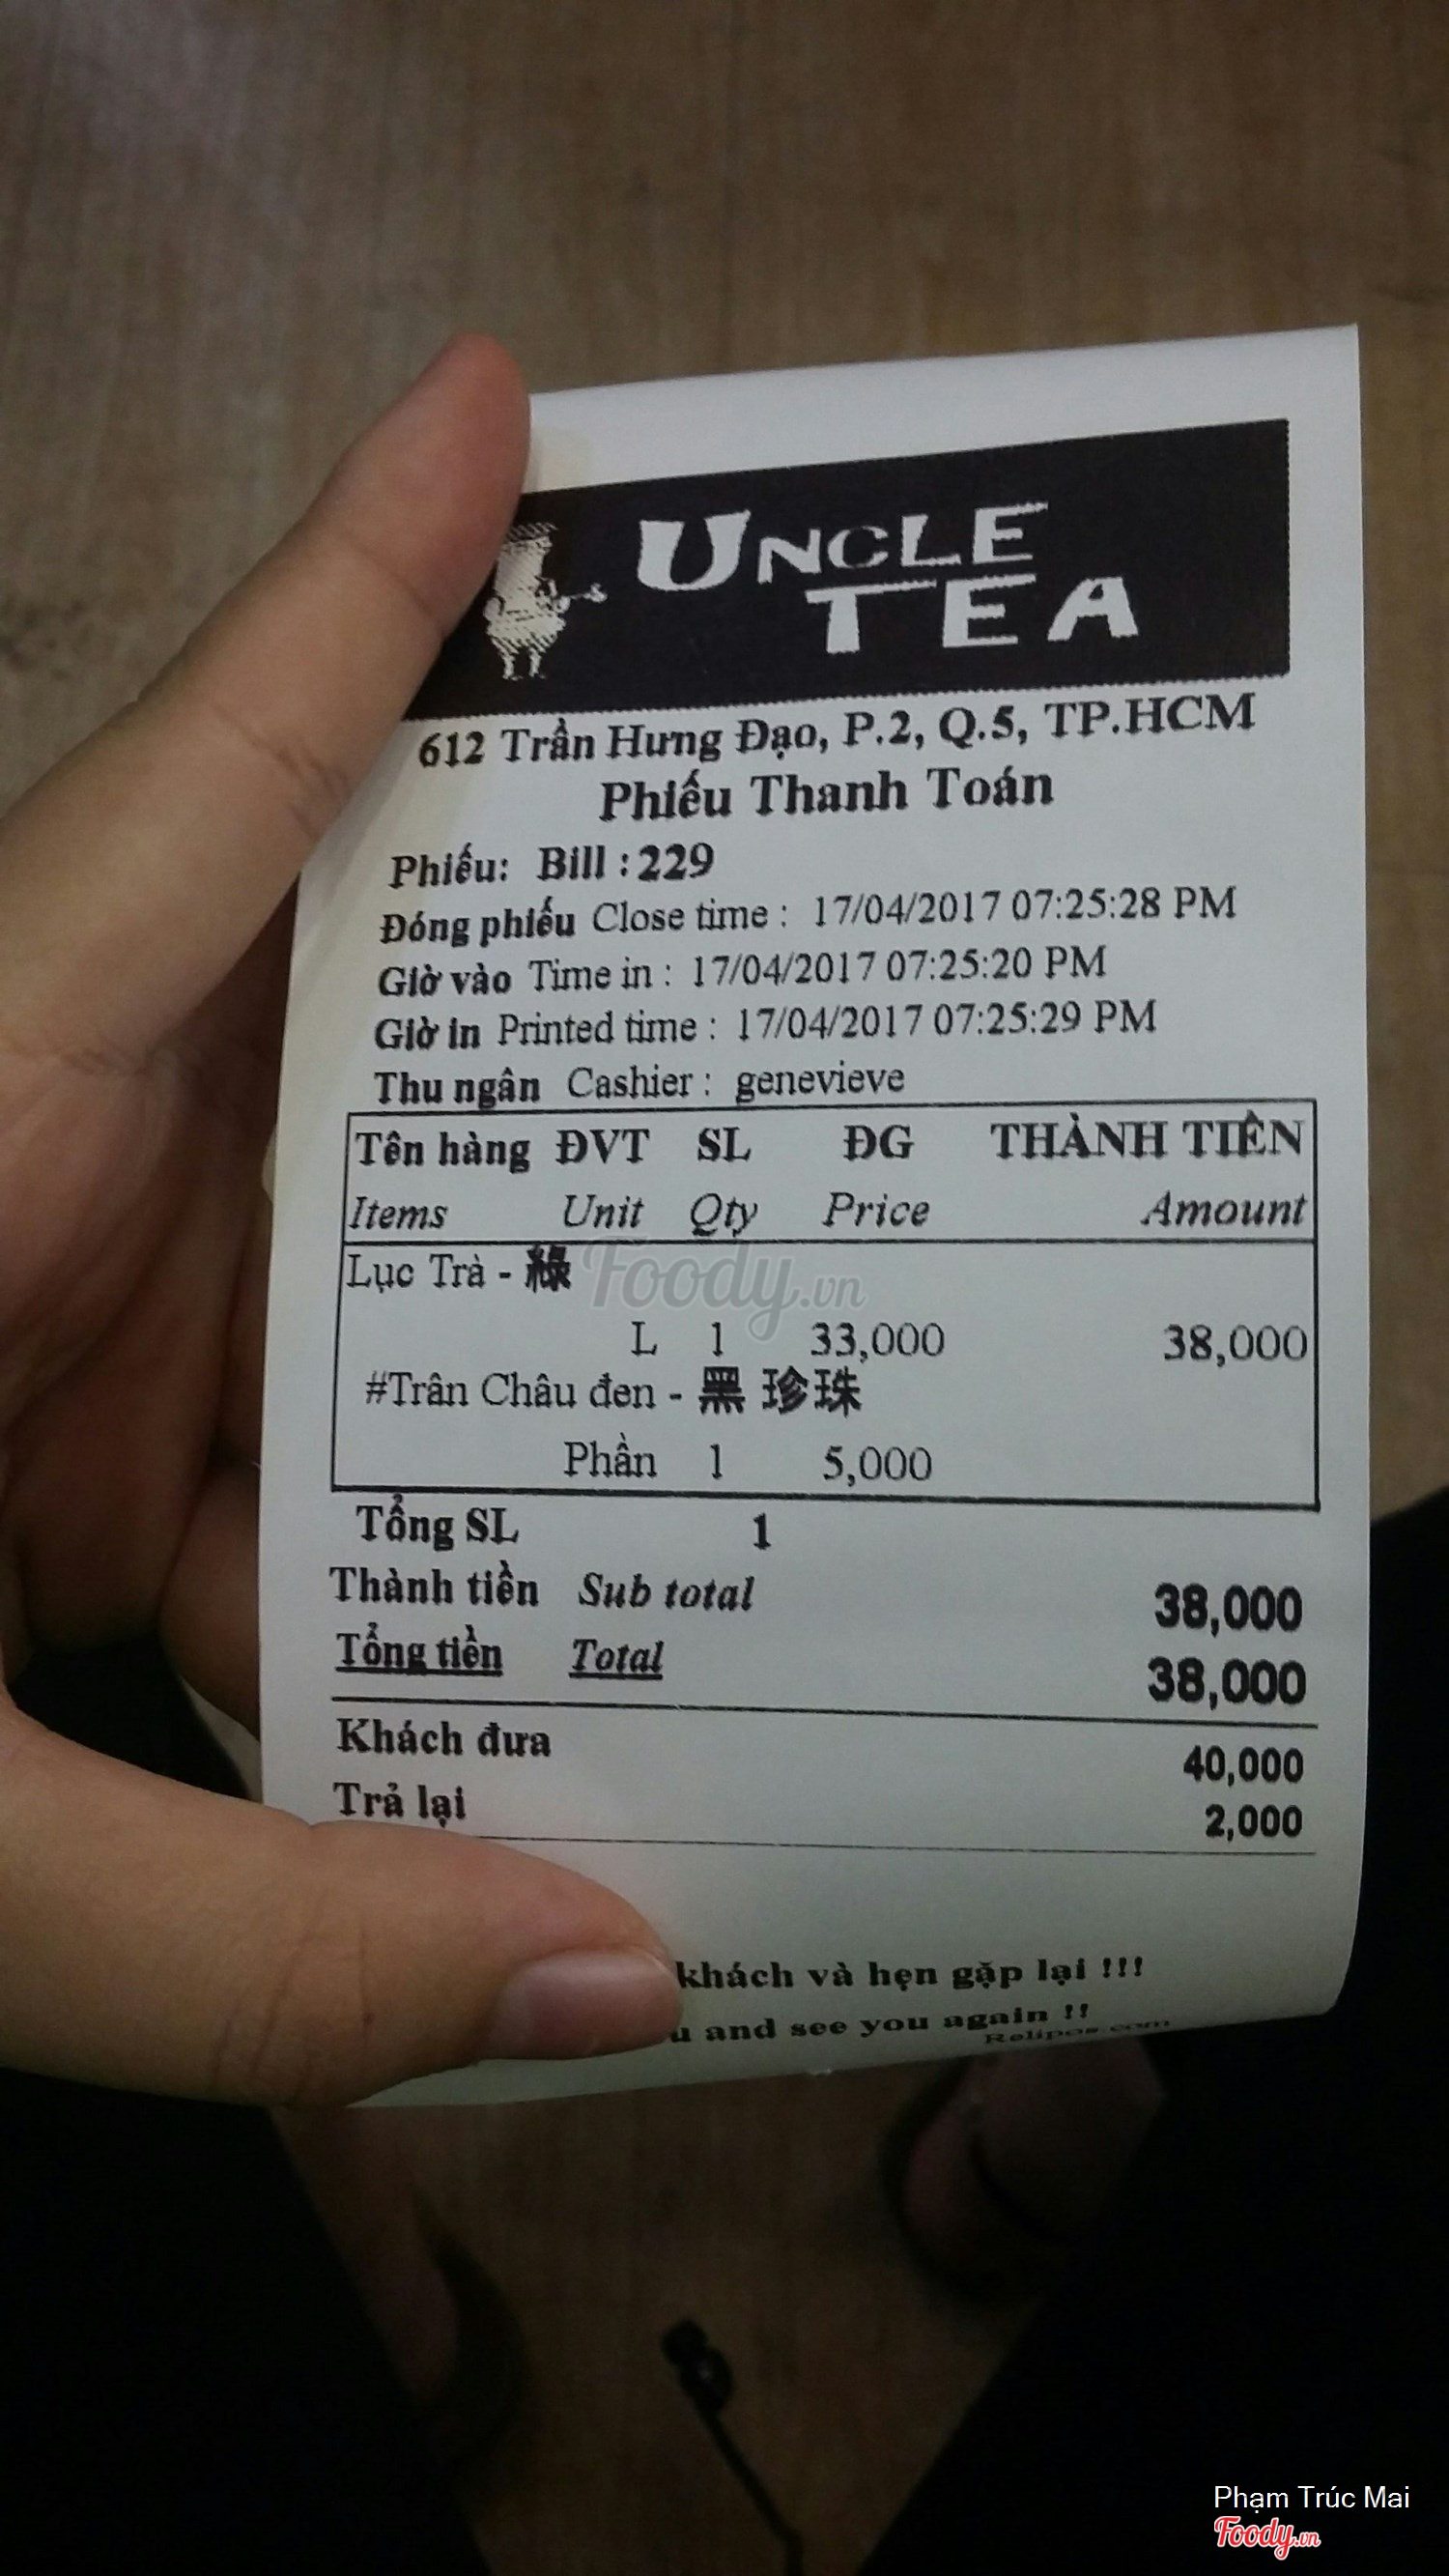 UNCLE
TEA
612 Trần Hưng Đạo, P.2, Q.5, TP.HCM
Phiếu Thanh Toán
Phiếu: Bill : 229
Đóng phiếu Close time : 17/04/2017 07:25:28 PM
Giờ vào Time in : 17/04/2017 07:25:20 PM
Giờ in Printed time : 17/04/2017 07:25:29 PM
Thu ngân Cashier : genevieve
Tên hàng ĐVT SL ĐG THÀNH TIỀN
Items Unit Qty Price Amount
Lục Trà - 綠
L 1 33,000 38,000
#Trân Châu đen - 黑珍珠
Phần 1 5,000
Tổng SL 1
Thành tiền Sub total 38,000
Tổng tiền Total 38,000
Khách đưa 40,000
Trả lại 2,000
khách và hẹn gặp lại !!!
and see you again !!
Relipos.com
Foody.vn
Phạm Trúc Mai
Foody.vn